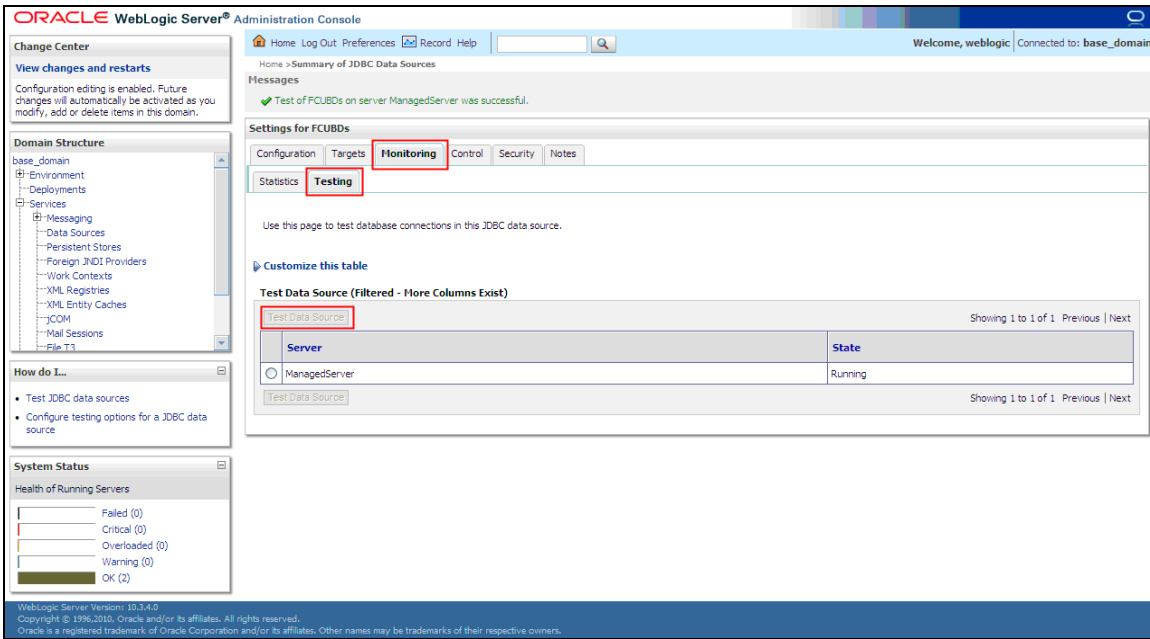 ORACLE WebLogic Server® Administration Console
Change Center
View changes and restarts
Configuration editing is enabled. Future
changes will automatically be activated as you
modify, add or delete items in this domain.
Domain Structure
base_domain
Environment
Deployments
Services
Messaging
Data Sources
Persistent Stores
Foreign JNDI Providers
Work Contexts
XML Registries
XML Entity Caches
jCOM
Mail Sessions
File T3
How do I...
Test JDBC data sources
Configure testing options for a JDBC data
source
System Status
Health of Running Servers
Failed (0)
Critical (0)
Overloaded (0)
Warning (0)
OK (2)
Home Log Out Preferences Record Help
Welcome, weblogic Connected to: base_domain
Home >Summary of JDBC Data Sources
Messages
Test of FCUBDs on server ManagedServer was successful.
Settings for FCUBDs
Configuration Targets Monitoring Control Security Notes
Statistics Testing
Use this page to test database connections in this JDBC data source.
Customize this table
Test Data Source (Filtered - More Columns Exist)
Test Data Source Showing 1 to 1 of 1 Previous | Next
Server State
ManagedServer Running
Test Data Source Showing 1 to 1 of 1 Previous | Next
WebLogic Server Version: 10.3.4.0
Copyright © 1996,2010, Oracle and/or its affiliates. All rights reserved.
Oracle is a registered trademark of Oracle Corporation and/or its affiliates. Other names may be trademarks of their respective owners.